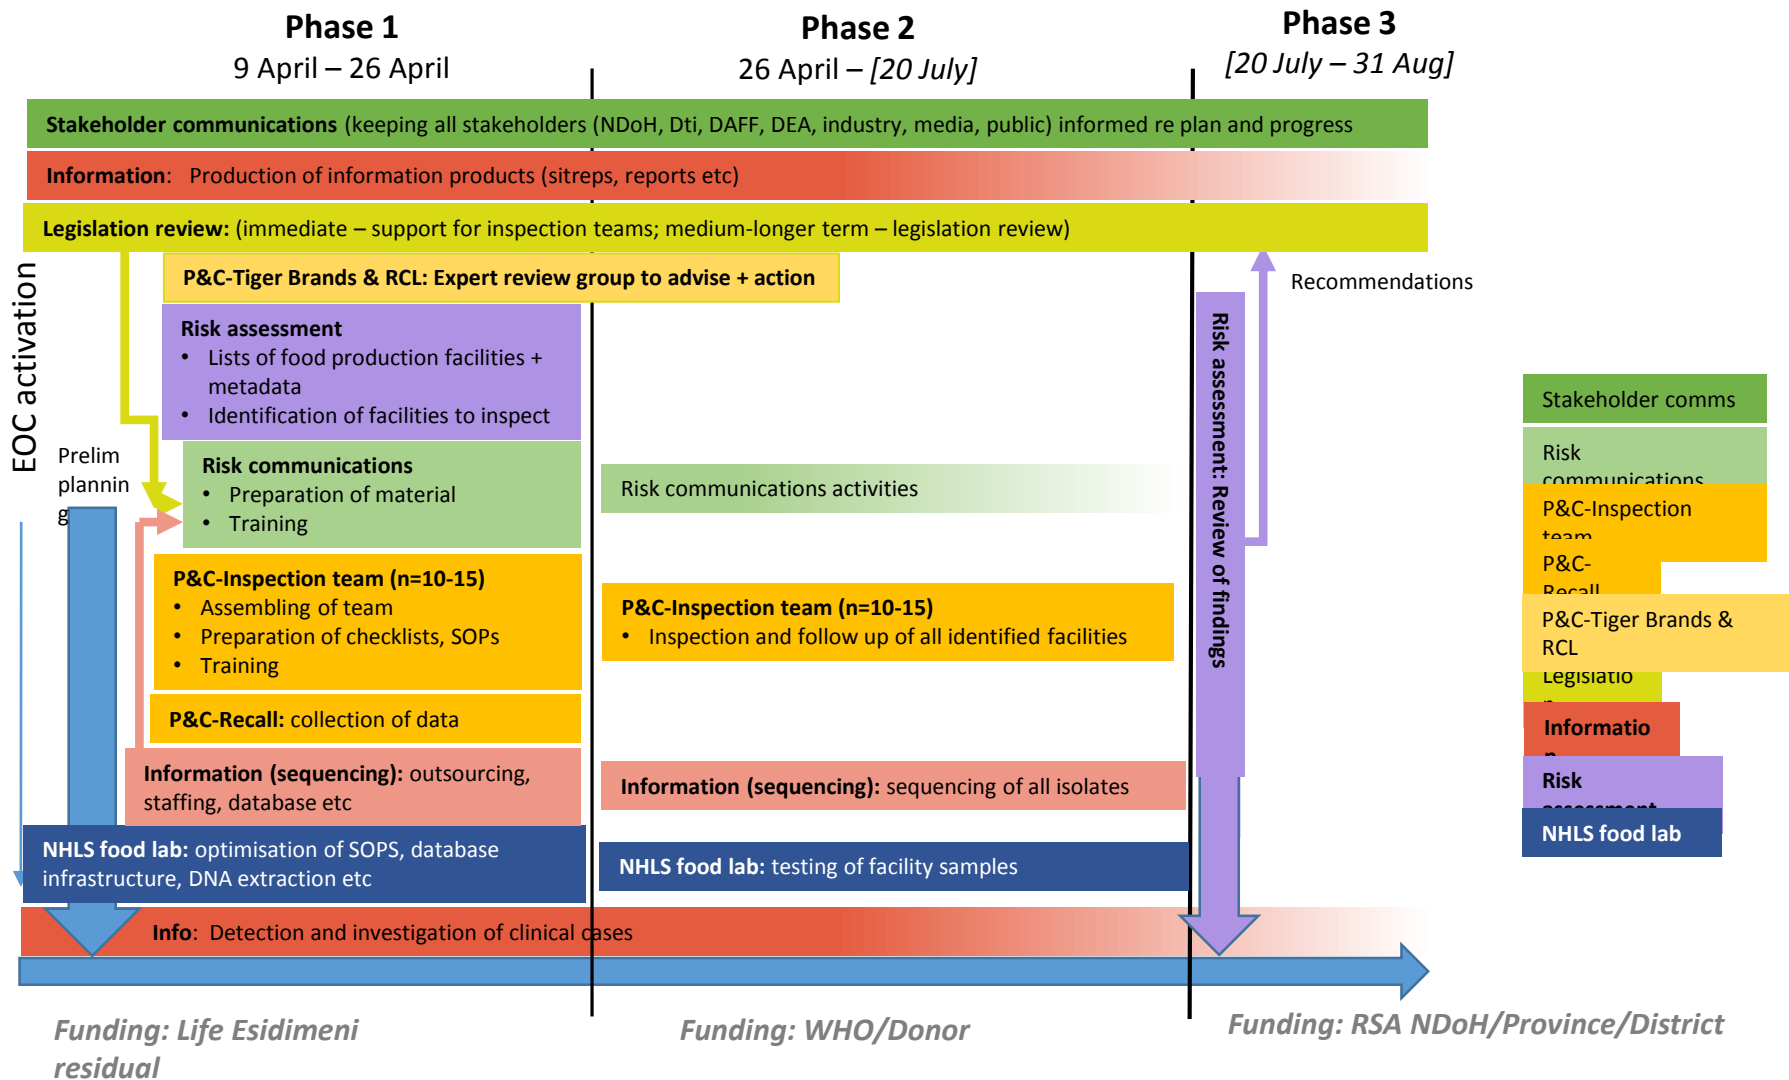 Phase 1
9 April – 26 April
Phase 2
26 April – [20 July]
Phase 3
[20 July – 31 Aug]
Stakeholder communications (keeping all stakeholders (NDoH, Dti, DAFF, DEA, industry, media, public) informed re plan and progress
Information: Production of information products (sitreps, reports etc)
Legislation review: (immediate – support for inspection teams; medium-longer term – legislation review)
EOC activation
P&C-Tiger Brands & RCL: Expert review group to advise + action
Recommendations
Risk assessment
• Lists of food production facilities +
metadata
• Identification of facilities to inspect
Prelim
plannin
g
Risk communications
• Preparation of material
• Training
Risk communications activities
Risk assessment: Review of findings
P&C-Inspection team (n=10-15)
• Assembling of team
• Preparation of checklists, SOPs
• Training
P&C-Inspection team (n=10-15)
• Inspection and follow up of all identified facilities
P&C-Recall: collection of data
Information (sequencing): outsourcing,
staffing, database etc
Information (sequencing): sequencing of all isolates
NHLS food lab: optimisation of SOPS, database
infrastructure, DNA extraction etc
NHLS food lab: testing of facility samples
Info: Detection and investigation of clinical cases
Stakeholder comms
Risk
communications
P&C-Inspection
team
P&C-
Recall
P&C-Tiger Brands &
RCL
Legislatio
n
Informatio
n
Risk
assessment
NHLS food lab
Funding: Life Esidimeni
residual
Funding: WHO/Donor
Funding: RSA NDoH/Province/District